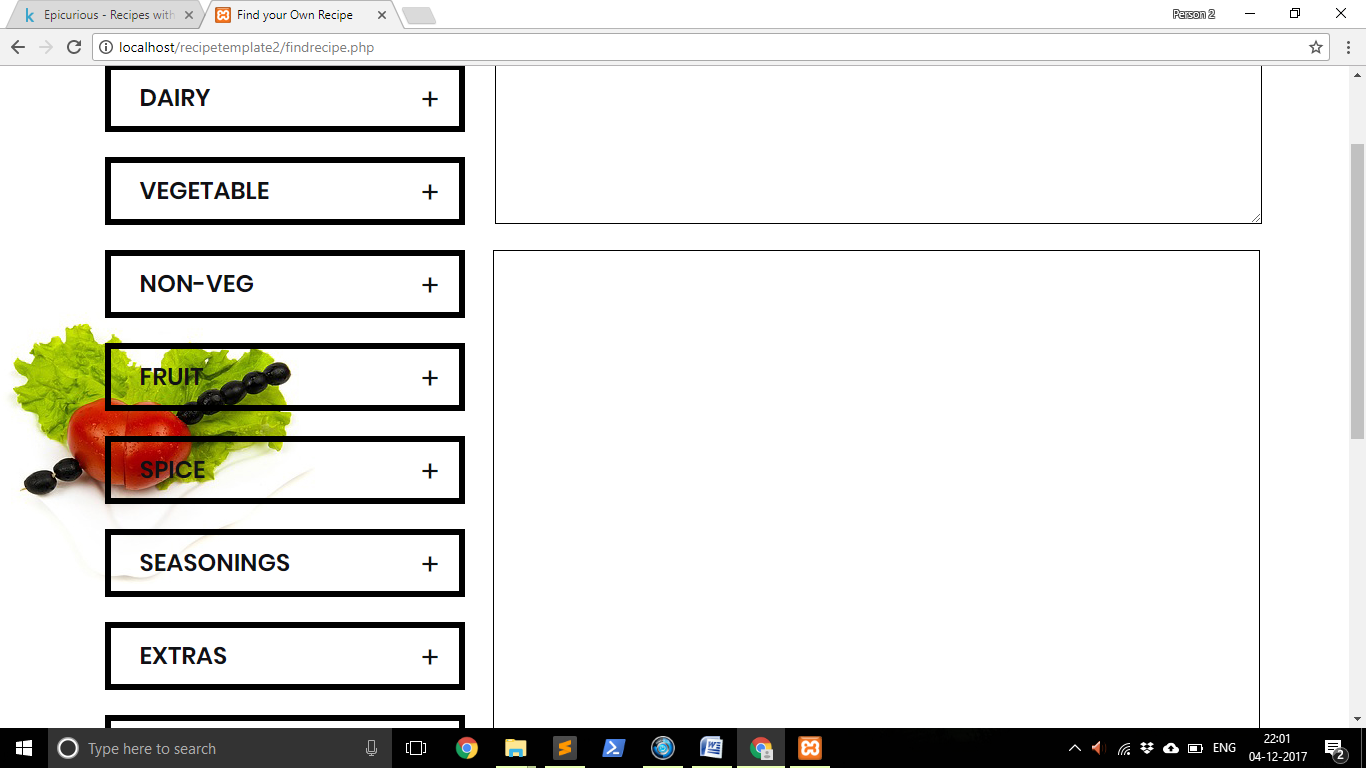 Epicurious - Recipes with
Find your Own Recipe
Person 2
localhost/recipetemplate2/findrecipe.php
DAIRY +
VEGETABLE +
NON-VEG +
FRUIT +
SPICE +
SEASONINGS +
EXTRAS +
Type here to search
ENG
22:01
04-12-2017
2